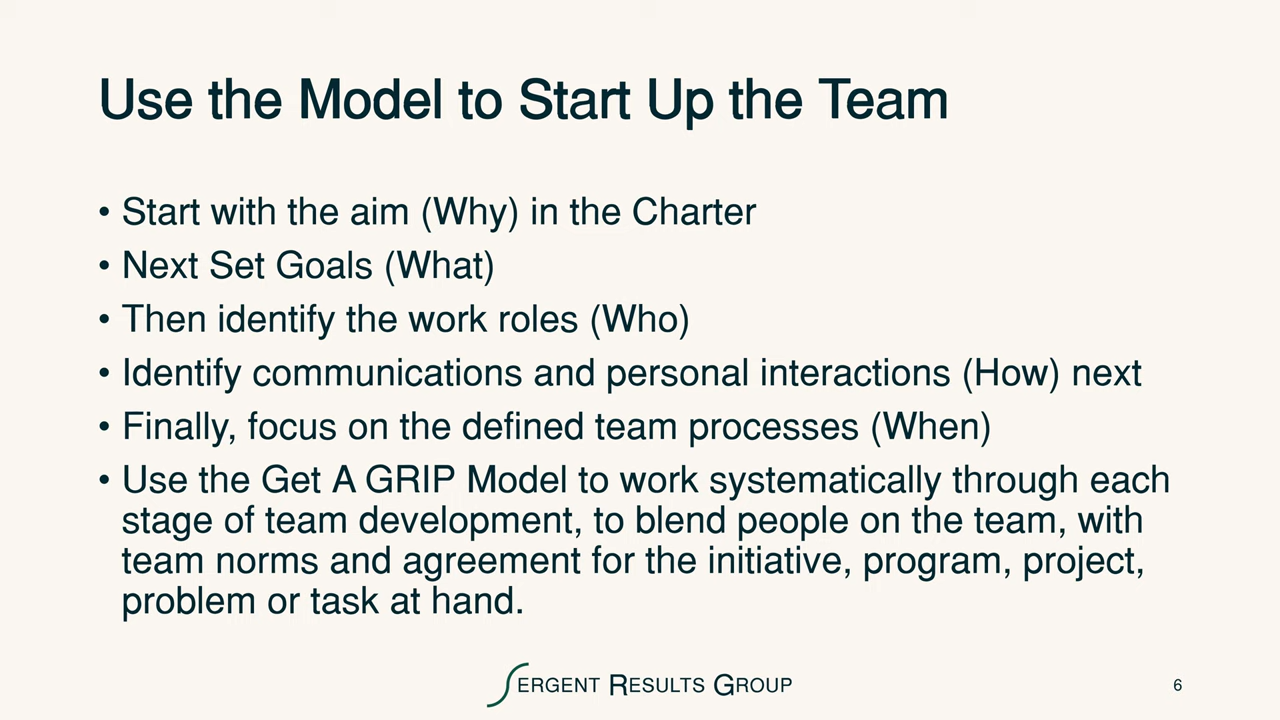 Use the Model to Start Up the Team
• Start with the aim (Why) in the Charter
• Next Set Goals (What)
• Then identify the work roles (Who)
• Identify communications and personal interactions (How) next
• Finally, focus on the defined team processes (When)
• Use the Get A GRIP Model to work systematically through each
stage of team development, to blend people on the team, with
team norms and agreement for the initiative, program, project,
problem or task at hand.
SERGENT RESULTS GROUP
6